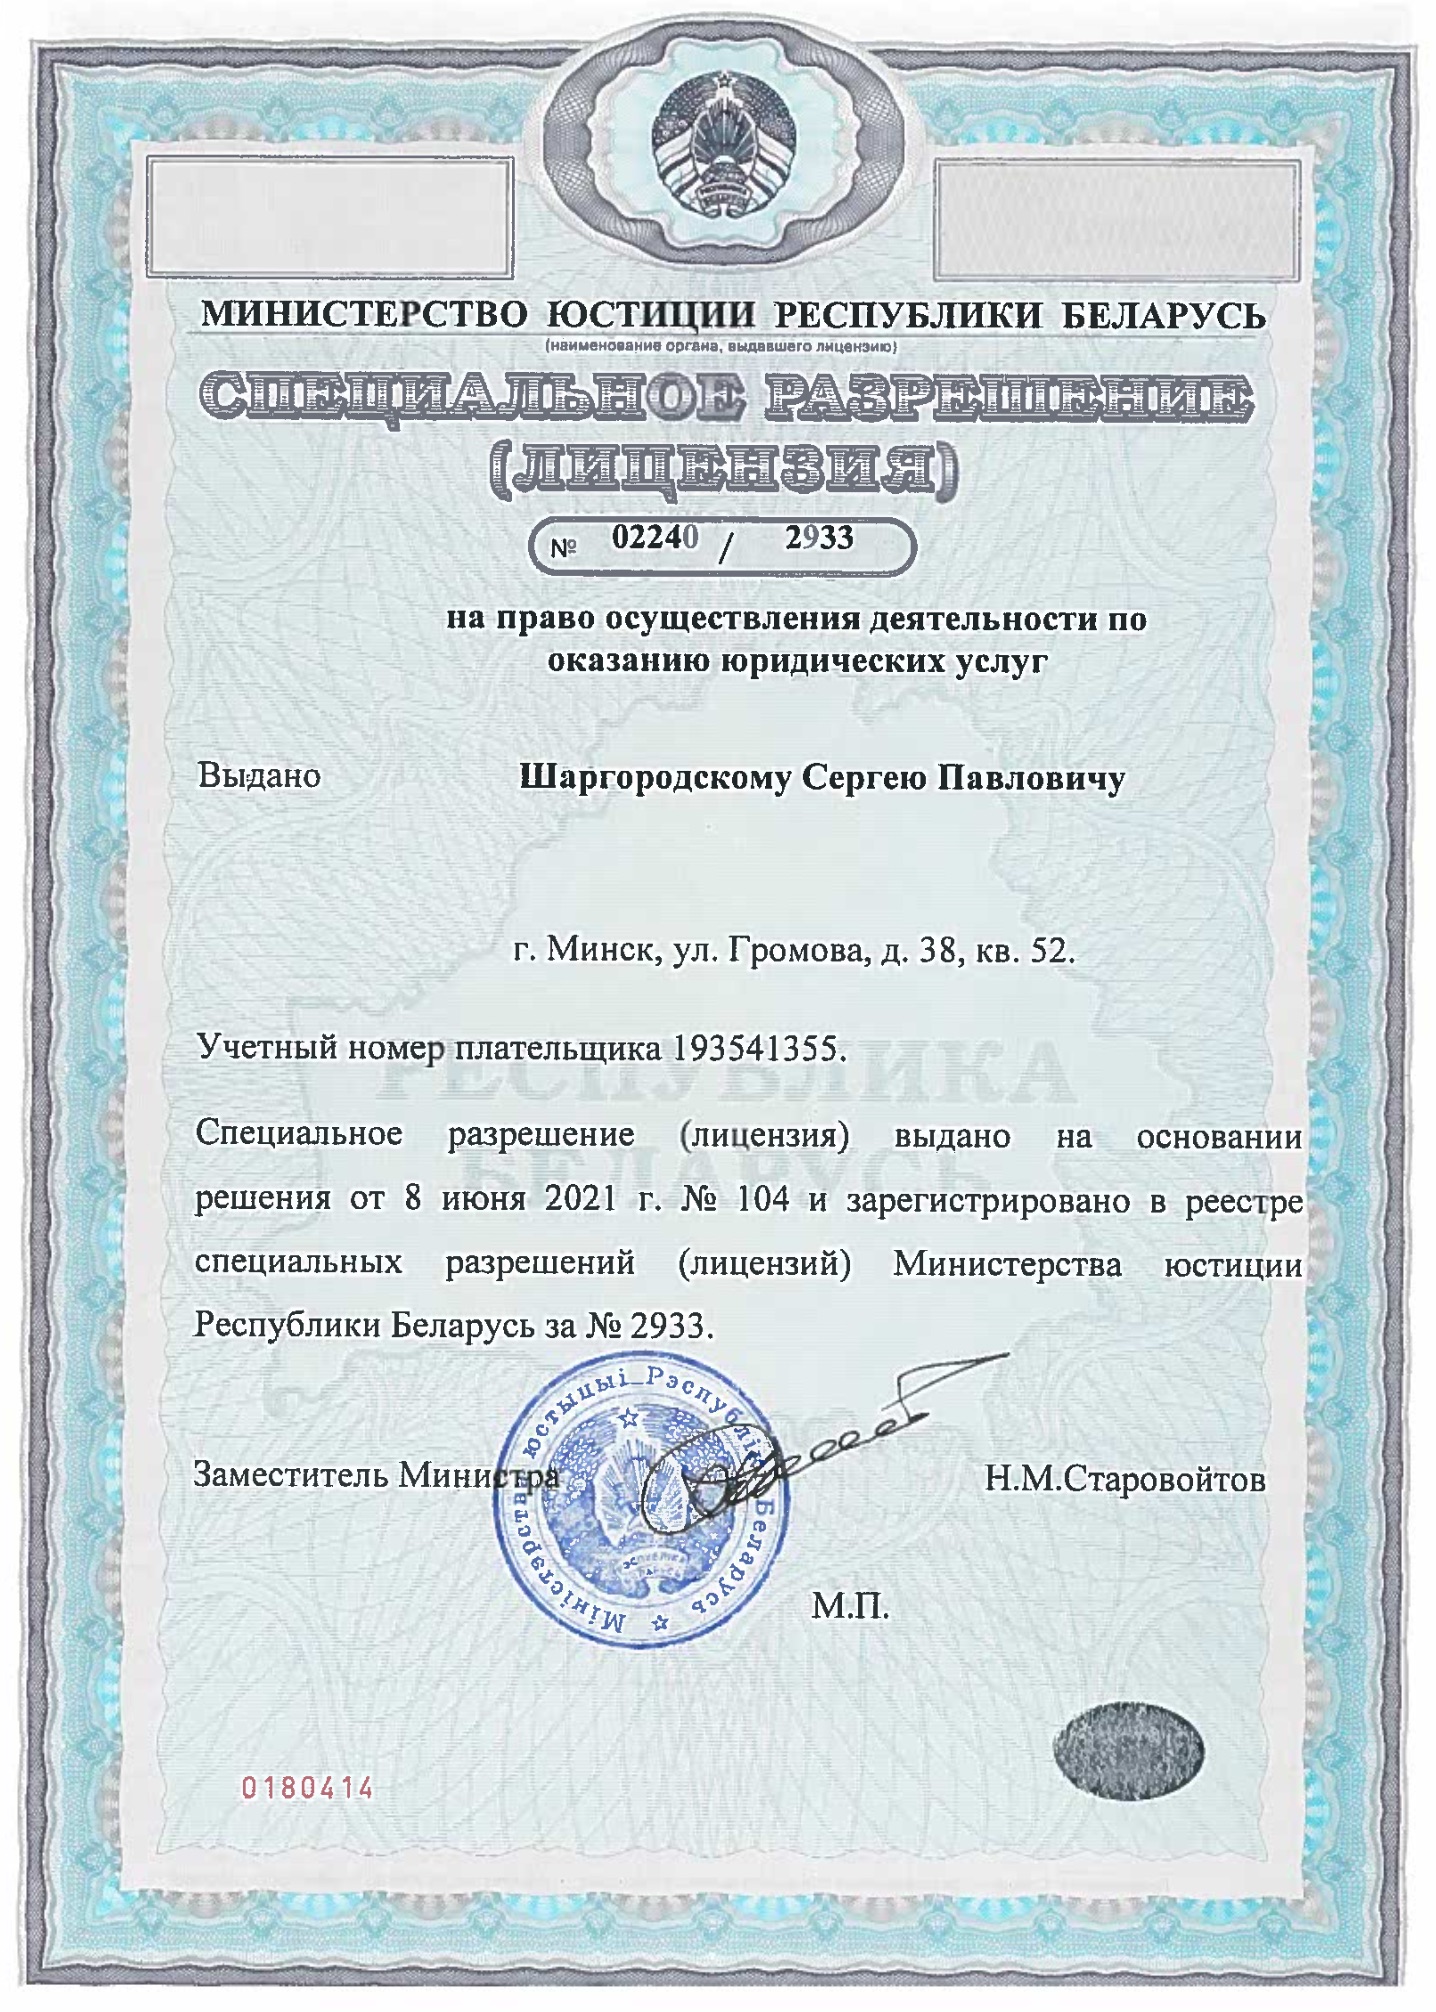 МИНИСТЕРСТВО ЮСТИЦИИ РЕСПУБЛИКИ БЕЛАРУСЬ
(наименование органа, выдавшего лицензию)
СПЕЦИАЛЬНОЕ РАЗРЕШЕНИЕ
(ЛИЦЕНЗИЯ)
№ 02240 / 2933
на право осуществления деятельности по
оказанию юридических услуг
Выдано Шаргородскому Сергею Павловичу
г. Минск, ул. Громова, д. 38, кв. 52.
Учетный номер плательщика 193541355.
РЕСПУБЛИКА
БЕЛАРУСЬ
Специальное разрешение (лицензия) выдано на основании
решения от 8 июня 2021 г. № 104 и зарегистрировано в реестре
специальных разрешений (лицензий) Министерства юстиции
Республики Беларусь за № 2933.
Міністэрства юстыцыі Рэспублікі Беларусь
Заместитель Министра Н.М.Старовойтов
М.П.
0180414